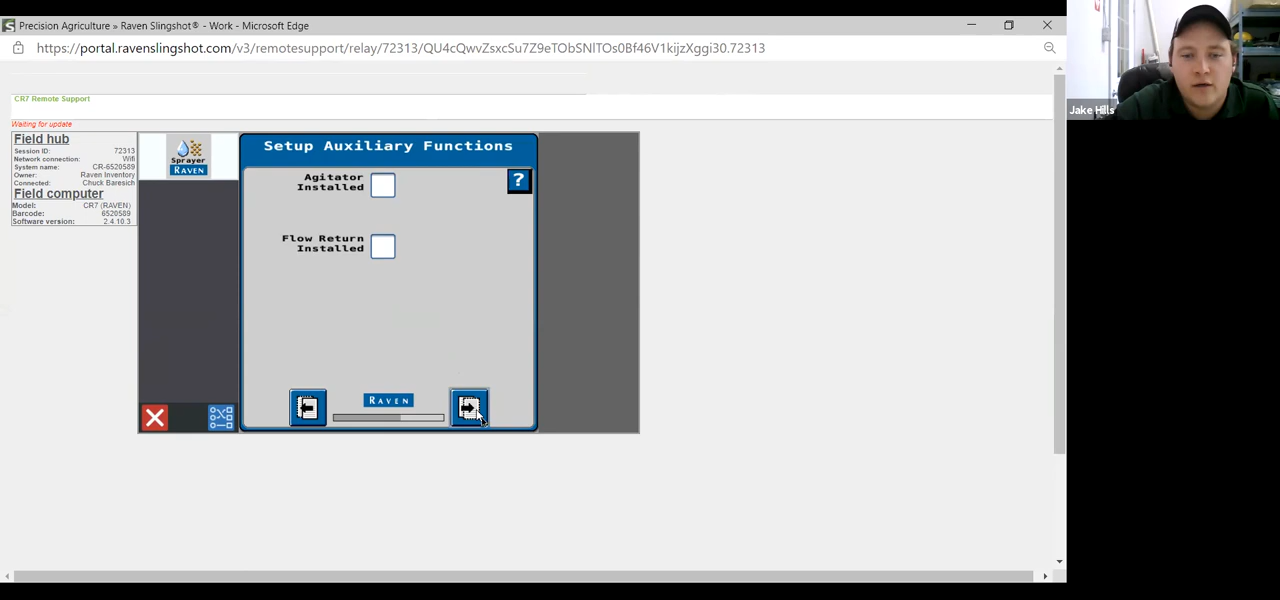 Precision Agriculture » Raven Slingshot® - Work - Microsoft Edge
https://portal.ravenslingshot.com/v3/remotesupport/relay/72313/QU4cQwvZsxcSu7Z9eTObSNlTOs0Bf46V1kijzXggi30.72313
Jake Hills
CR7 Remote Support
Waiting for update
Field hub
Session ID: 72313
Network connection: Wifi
System name: CR-6520589
Owner: Raven Inventory
Connected: Chuck Baresich
Field computer
Model: CR7 (RAVEN)
Barcode: 6520589
Software version: 2.4.10.3
Sprayer
RAVEN
Setup Auxiliary Functions
?
Agitator
Installed
Flow Return
Installed
RAVEN